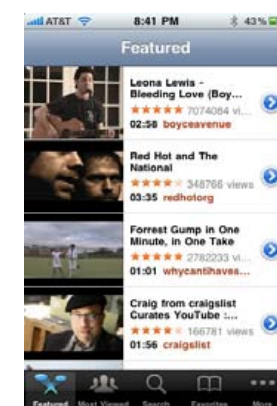 AT&T 8:41 PM 43%
Featured
Leona Lewis -
Bleeding Love (Boy...
7074084 vi...
02:58 boyceavenue
Red Hot and The
National
348766 views
03:35 redhotorg
Forrest Gump in One
Minute, in One Take
2782233 vi...
01:01 whycantihaves...
Craig from craigslist
Curates YouTube :...
166781 views
01:56 craigslist
Featured Most Viewed Search Favorites More